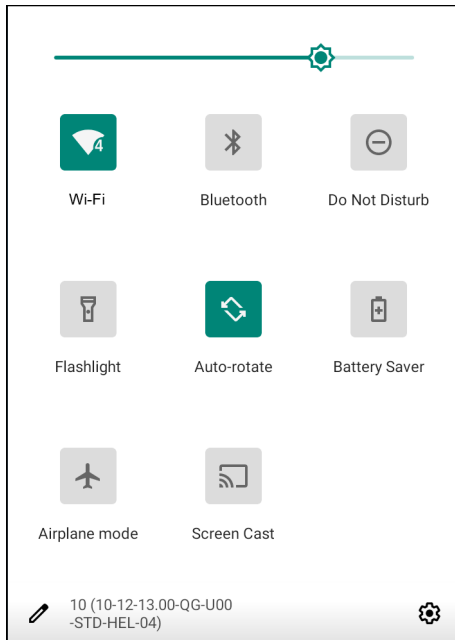 4
Wi-Fi
Bluetooth
Do Not Disturb
Flashlight
Auto-rotate
Battery Saver
Airplane mode
Screen Cast
10 (10-12-13.00-QG-U00
-STD-HEL-04)